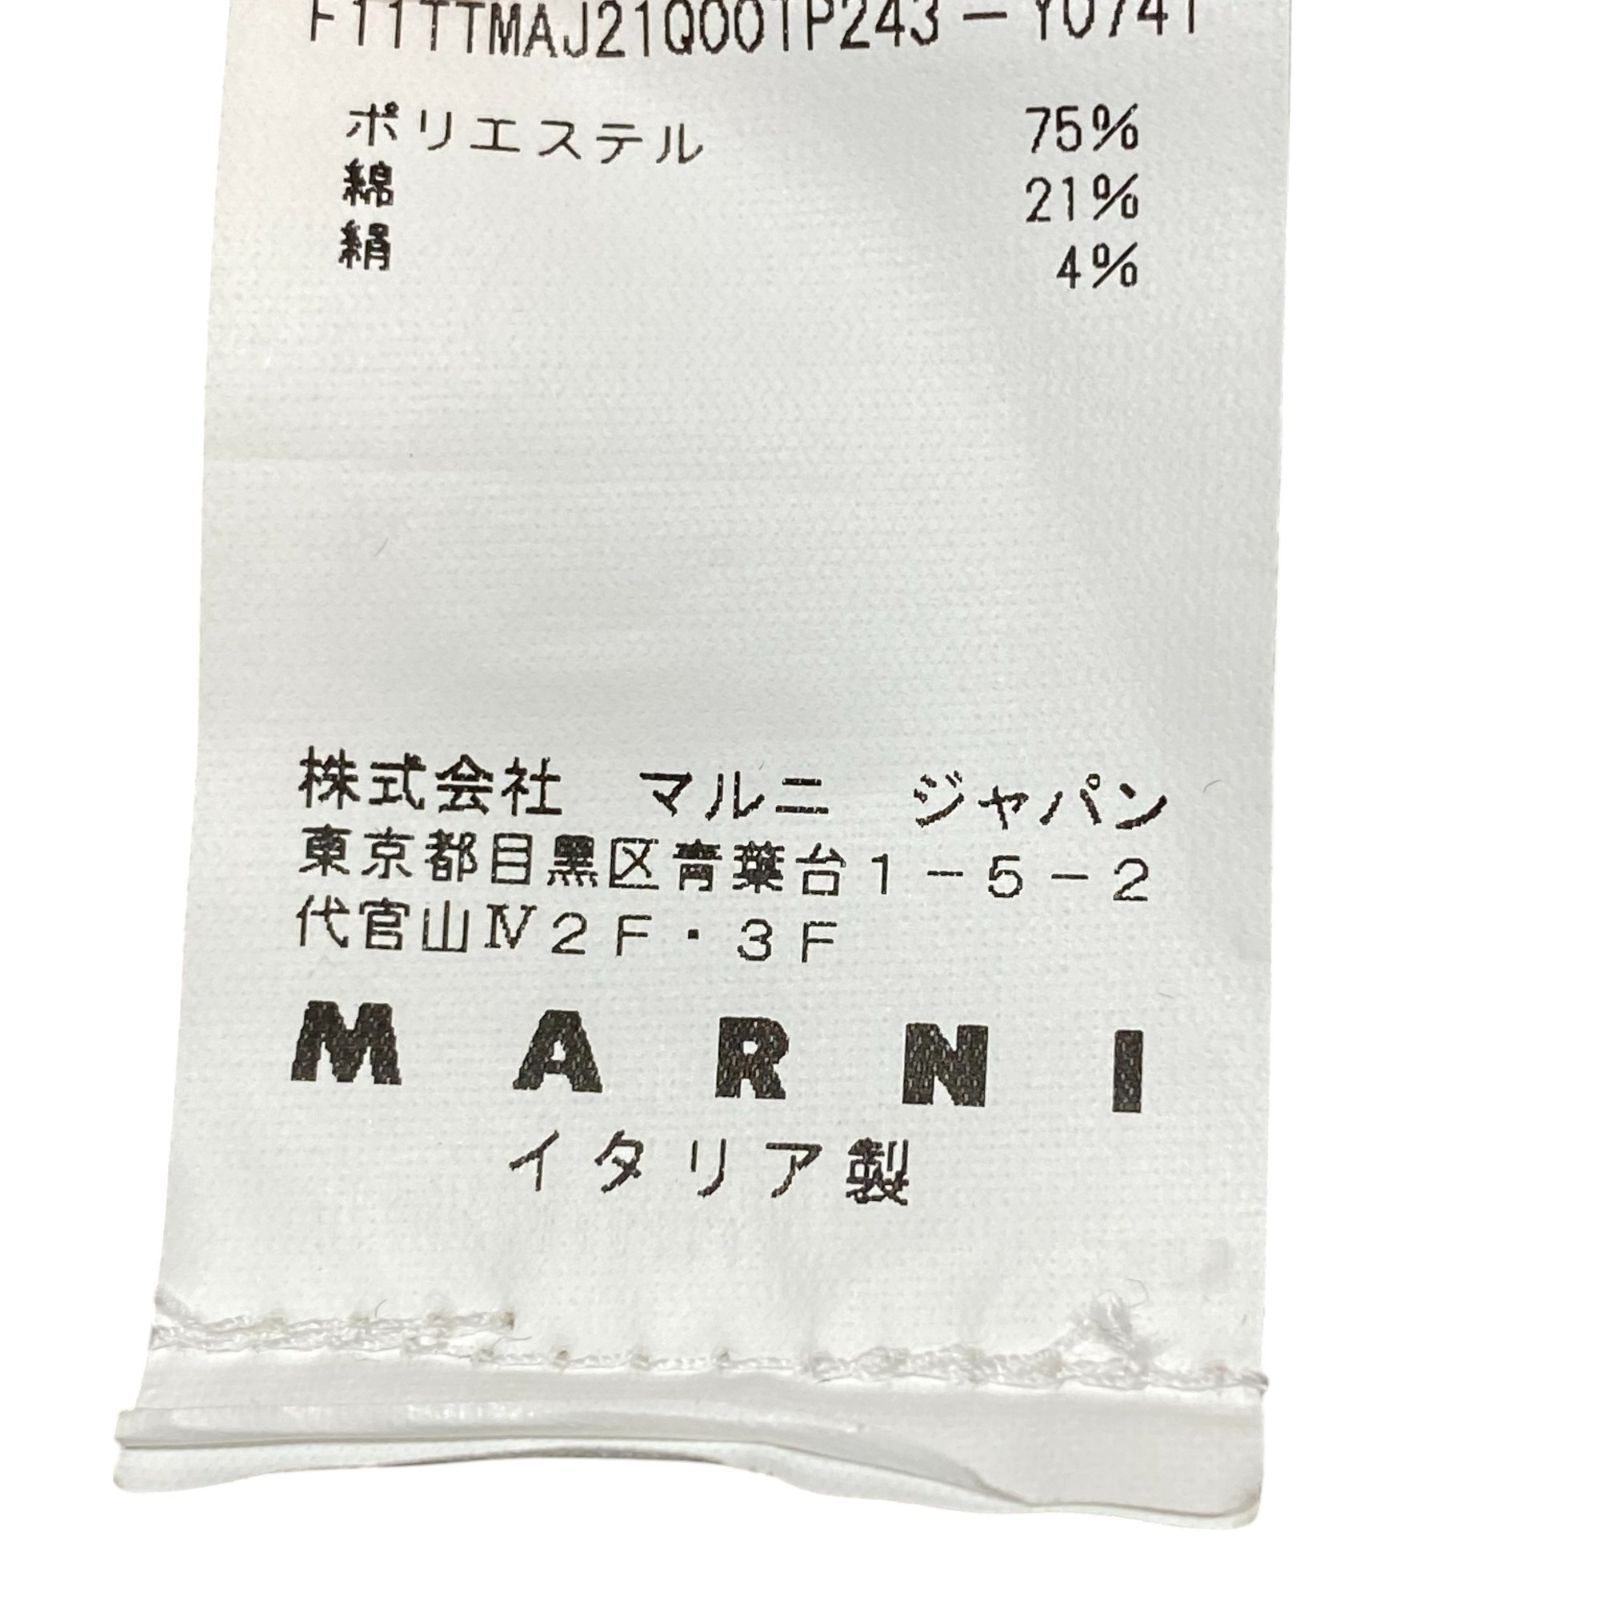 F11TTMAJ21Q00TP243-Y0741
ポリエステル 75%
綿 21%
絹 4%
株式会社 マルニ ジャパン
東京都目黒区青葉台1-5-2
代官山Ⅳ2F・3F
MARNI
イタリア製